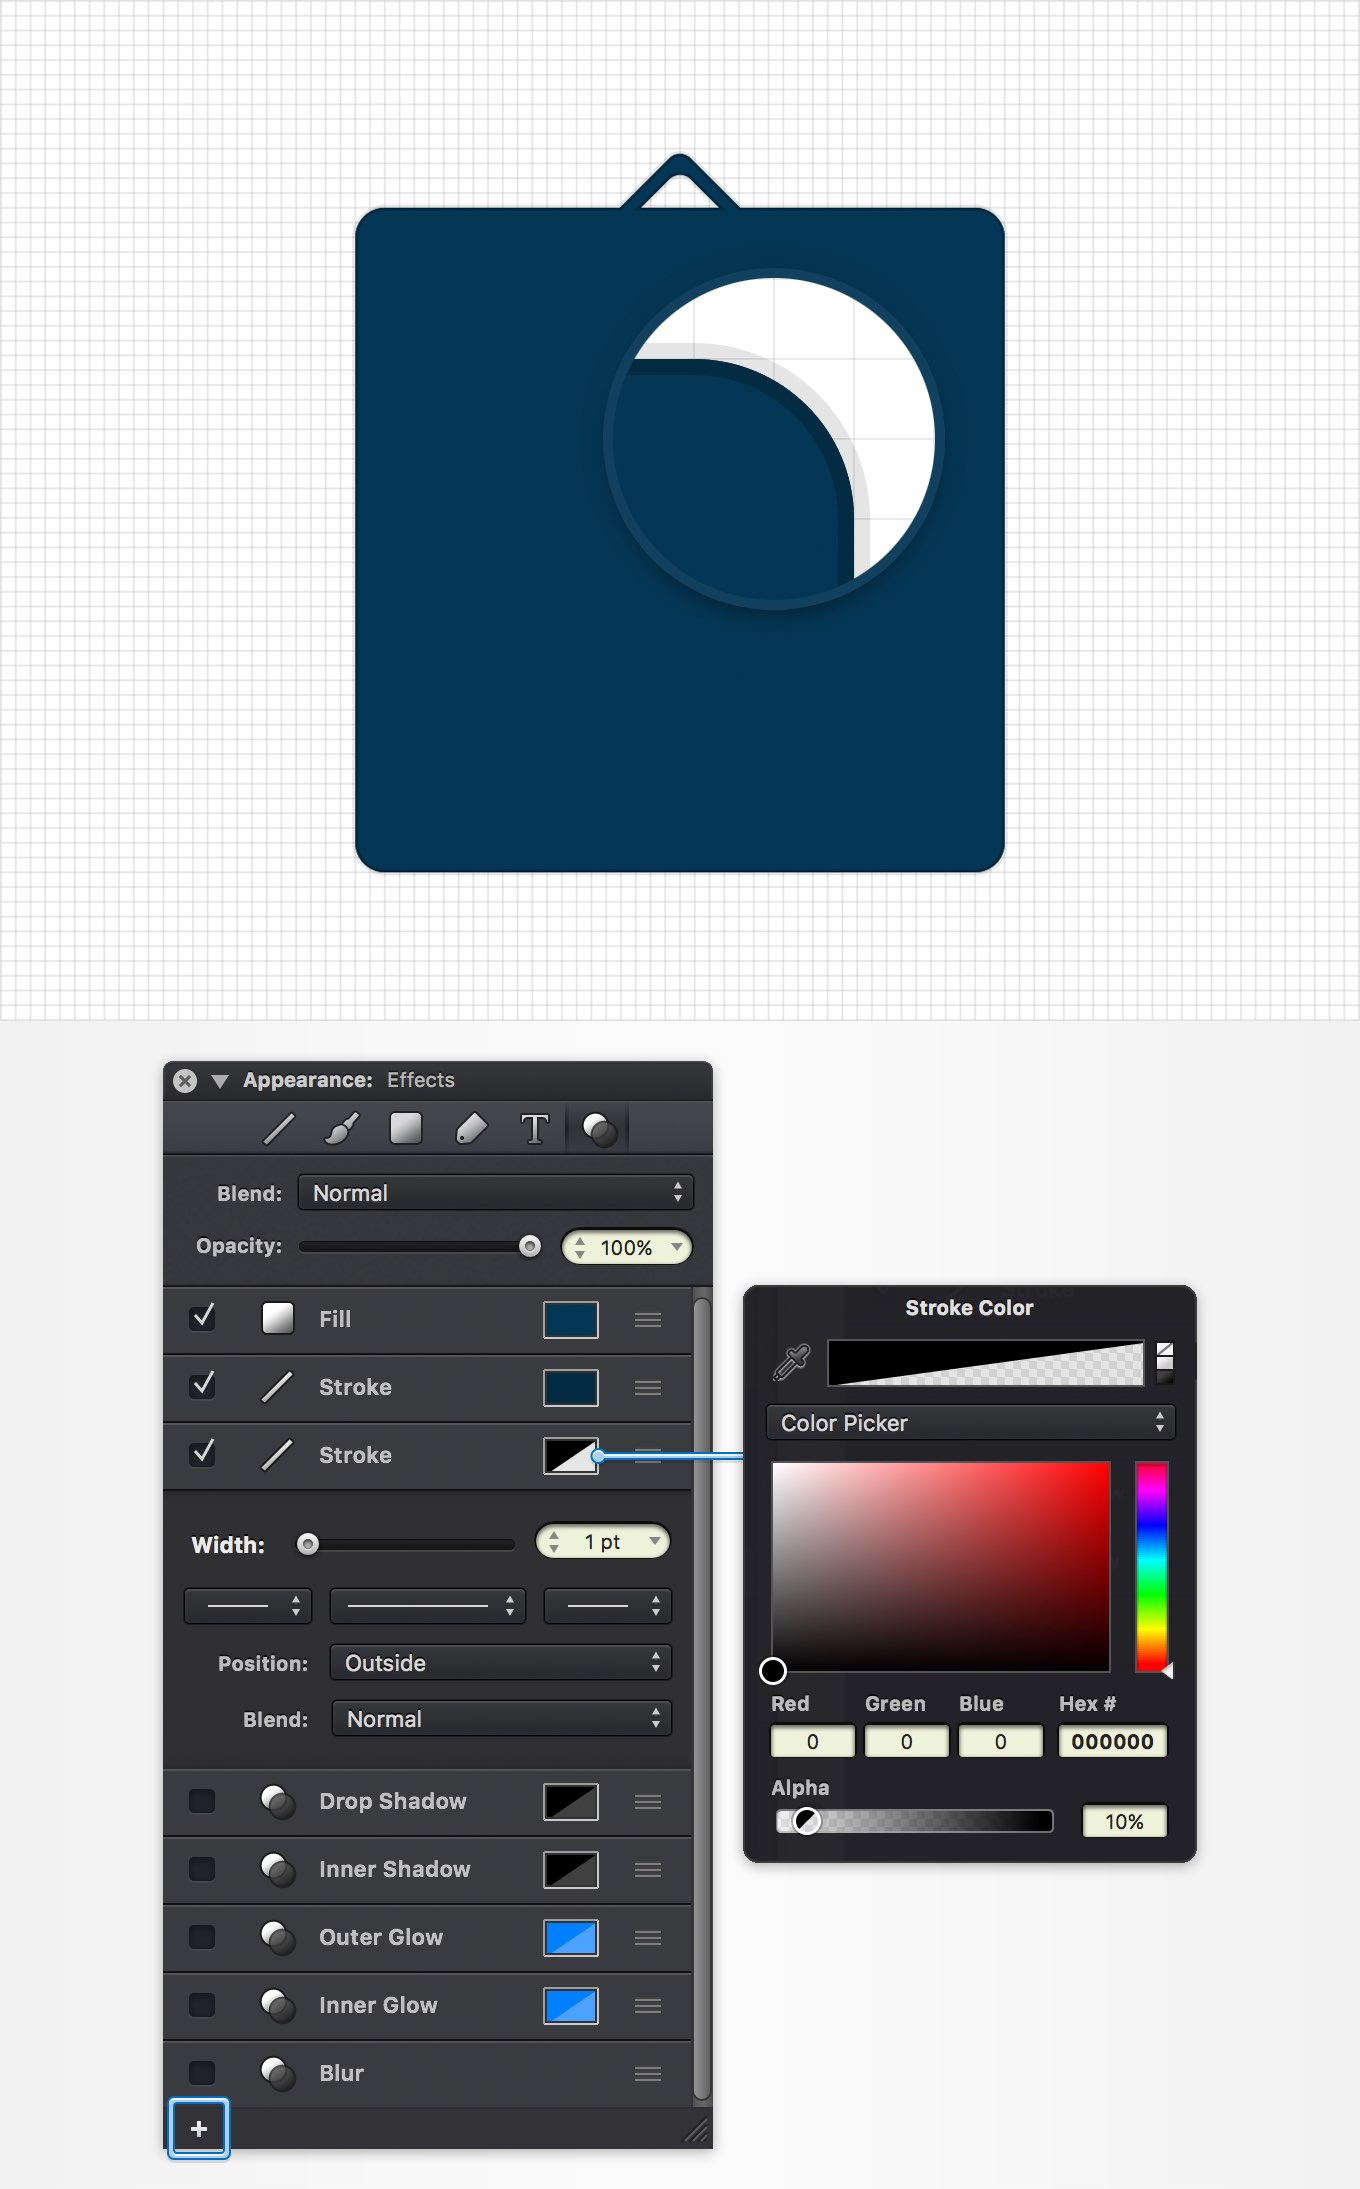 Appearance: Effects
T
Blend: Normal
Opacity: 100%
Fill
Stroke
Stroke
Width: 1 pt
Position: Outside
Blend: Normal
Drop Shadow
Inner Shadow
Outer Glow
Inner Glow
Blur
+
Stroke Color
Color Picker
Red Green Blue Hex #
0 0 0 000000
Alpha
10%